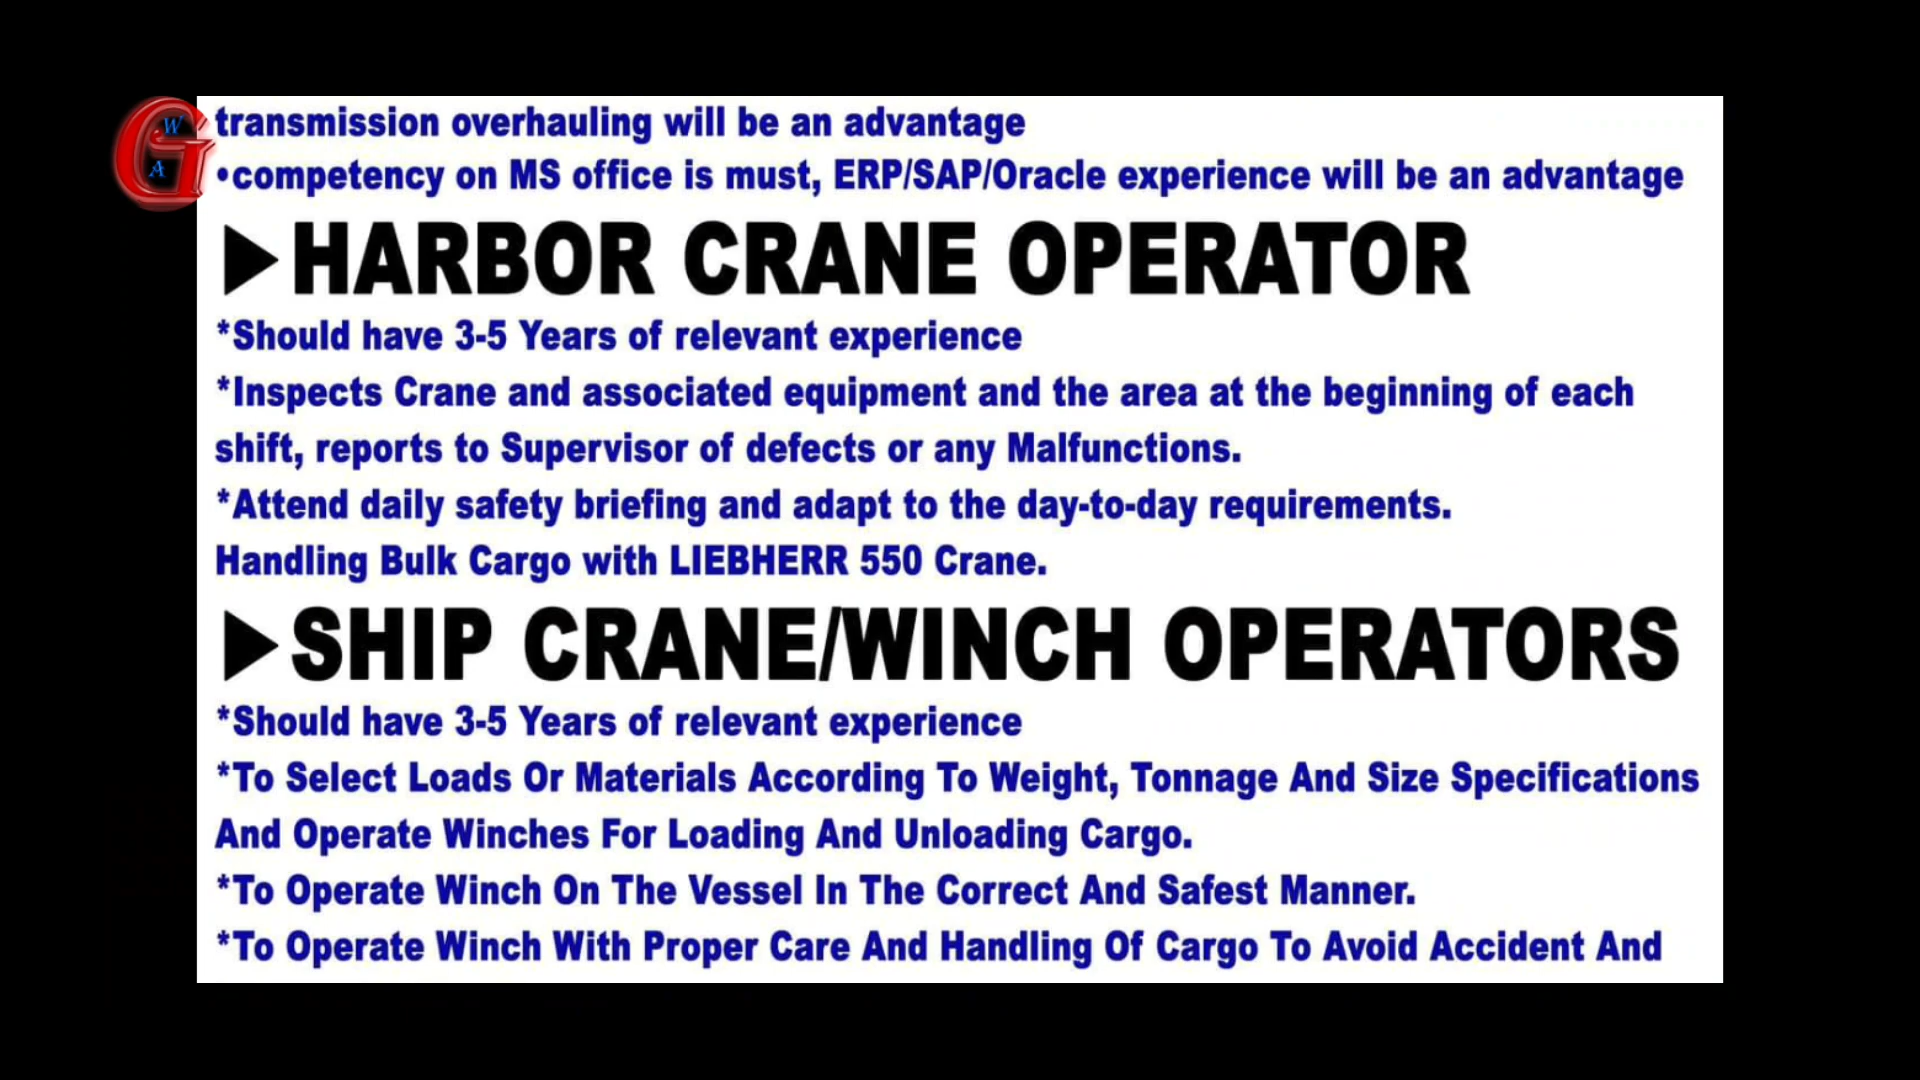 W
G
A
transmission overhauling will be an advantage
•competency on MS office is must, ERP/SAP/Oracle experience will be an advantage
▶HARBOR CRANE OPERATOR
*Should have 3-5 Years of relevant experience
*Inspects Crane and associated equipment and the area at the beginning of each
shift, reports to Supervisor of defects or any Malfunctions.
*Attend daily safety briefing and adapt to the day-to-day requirements.
Handling Bulk Cargo with LIEBHERR 550 Crane.
▶SHIP CRANE/WINCH OPERATORS
*Should have 3-5 Years of relevant experience
*To Select Loads Or Materials According To Weight, Tonnage And Size Specifications
And Operate Winches For Loading And Unloading Cargo.
*To Operate Winch On The Vessel In The Correct And Safest Manner.
*To Operate Winch With Proper Care And Handling Of Cargo To Avoid Accident And